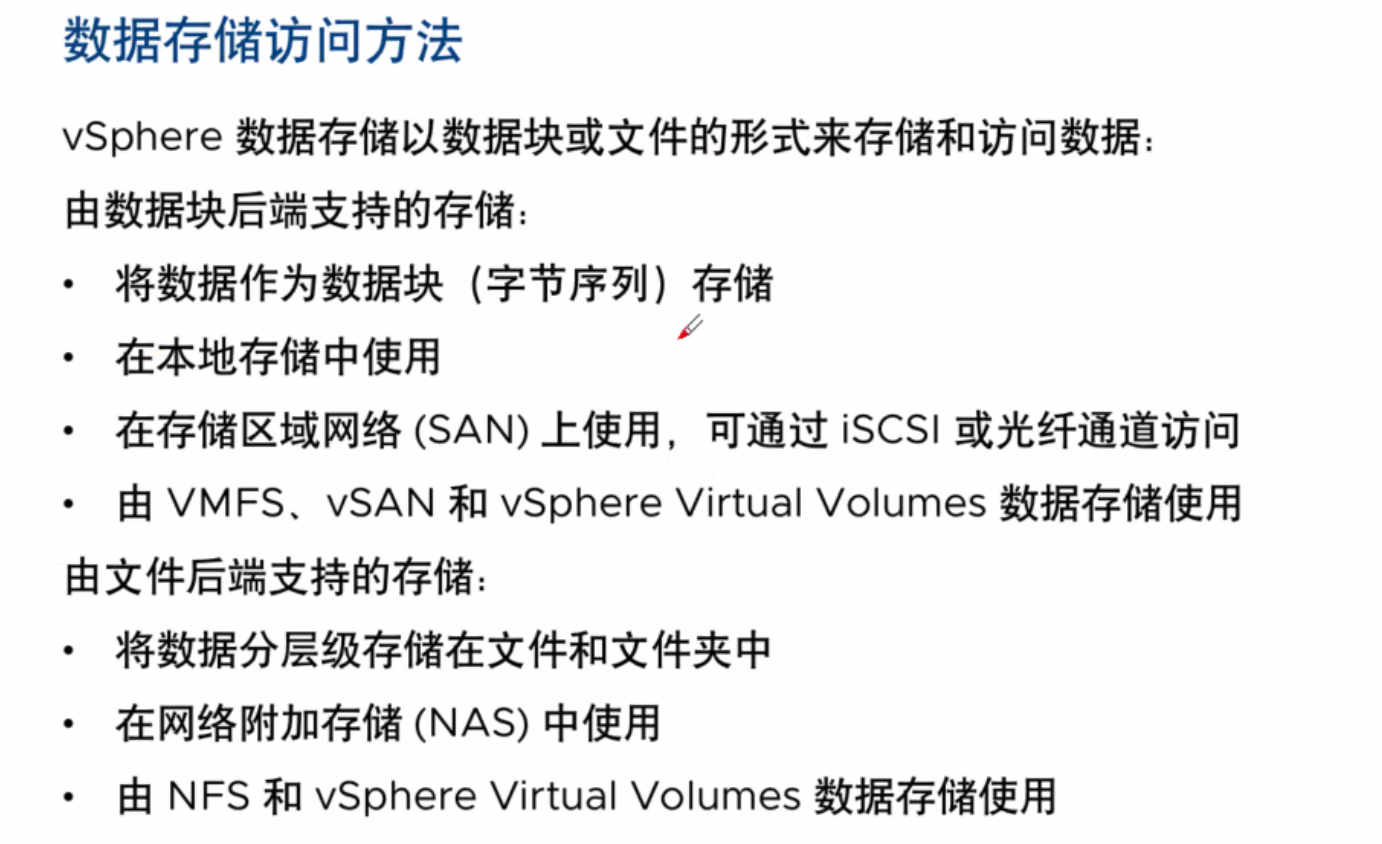 数据存储访问方法
vSphere 数据存储以数据块或文件的形式来存储和访问数据：
由数据块后端支持的存储：
• 将数据作为数据块（字节序列）存储
• 在本地存储中使用
• 在存储区域网络 (SAN) 上使用，可通过 iSCSI 或光纤通道访问
• 由 VMFS、vSAN 和 vSphere Virtual Volumes 数据存储使用
由文件后端支持的存储：
• 将数据分层级存储在文件和文件夹中
• 在网络附加存储 (NAS) 中使用
• 由 NFS 和 vSphere Virtual Volumes 数据存储使用